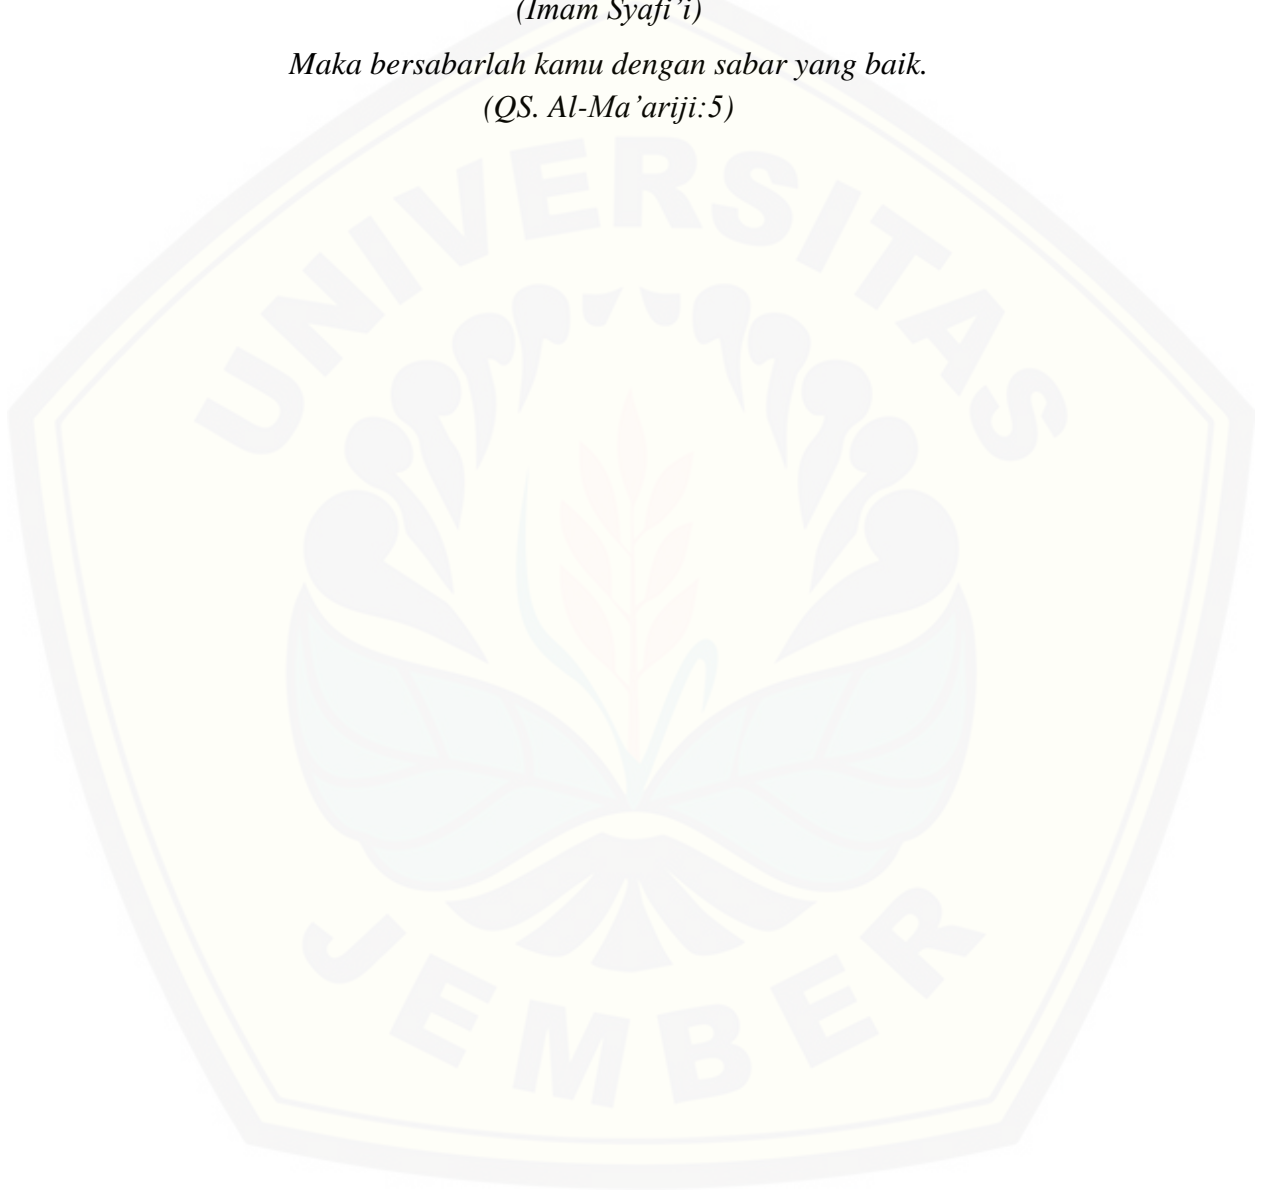 (Imam Syafi’i)
Maka bersabarlah kamu dengan sabar yang baik.
(QS. Al-Ma’ariji:5)
UNIVERSITAS
JEMBER